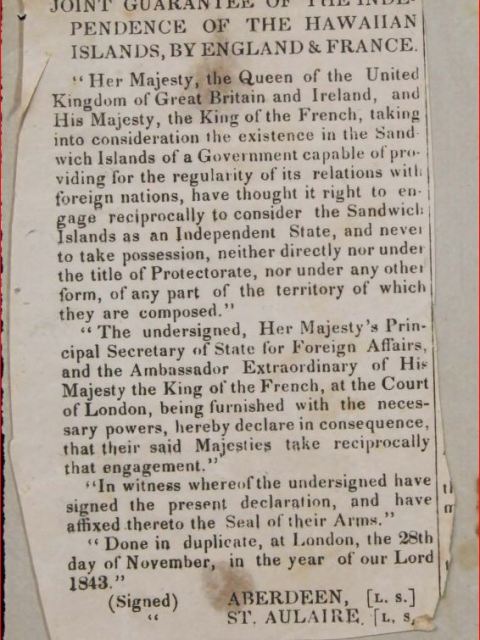 JOINT GUARANTEE OF THE INDE-
PENDENCE OF THE HAWAIIAN
ISLANDS, BY ENGLAND & FRANCE.
"Her Majesty, the Queen of the United
Kingdom of Great Britain and Ireland, and
His Majesty, the King of the French, taking
into consideration the existence in the Sand
wich Islands of a Government capable of pro-
viding for the regularity of its relations with
foreign nations, have thought it right to en-
gage reciprocally to consider the Sandwich
Islands as an Independent State, and never
to take possession, neither directly nor under
the title of Protectorate, nor under any other
form, of any part of the territory of which
they are composed."
"The undersigned, Her Majesty's Prin-
cipal Secretary of State for Foreign Affairs,
and the Ambassador Extraordinary of His
Majesty the King of the French, at the Court
of London, being furnished with the neces-
sary powers, hereby declare in consequence,
that their said Majesties take reciprocally
that engagement."
"In witness whereof the undersigned have
signed the present declaration, and have
affixed thereto the Seal of their Arms."
"Done in duplicate, at London, the 28th
day of November, in the year of our Lord
1843."
(Signed) ABERDEEN, [L. S.]
" ST. AULAIRE. [L. S.